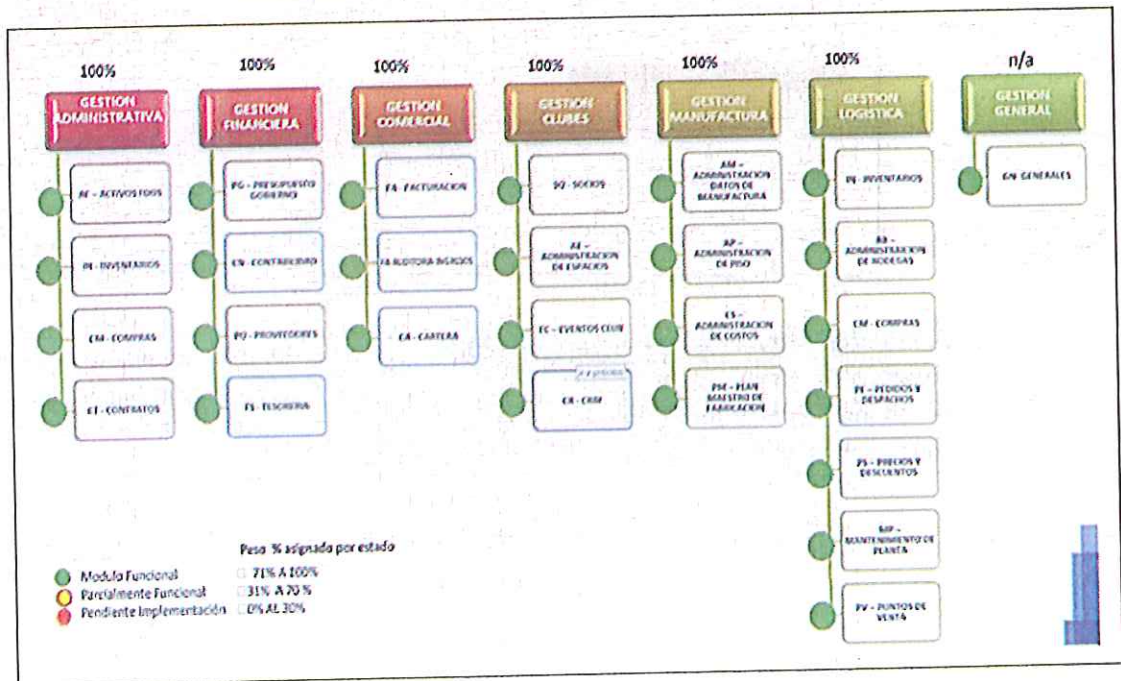 100%
GESTION
ADMINISTRATIVA
AF - ACTIVOS FIJOS
IN - INVENTARIOS
CM - COMPRAS
CT - CONTRATOS
100%
GESTION
FINANCIERA
PG - PRESUPUESTO
GOBIERNO
CN - CONTABILIDAD
PO - PROVEEDORES
TS - TESORERIA
100%
GESTION
COMERCIAL
FA - FACTURACION
FA AUDITORIA INGRESOS
CA - CARTERA
100%
GESTION
CLUBES
SO - SOCIOS
AE -
ADMINISTRACION
DE ESPACIOS
EC - EVENTOS CLUB
CR - CRM
100%
GESTION
MANUFACTURA
AM -
ADMINISTRACION
DATOS DE
MANUFACTURA
AP -
ADMINISTRACION
DE PISO
CS -
ADMINISTRACION
DE COSTOS
PM - PLAN
MAESTRO DE
FABRICACION
100%
GESTION
LOGISTICA
IN - INVENTARIOS
AB -
ADMINISTRACION
DE BODEGAS
CM - COMPRAS
PE - PEDIDOS Y
DESPACHOS
PS - PRECIOS Y
DESCUENTOS
MP -
MANTENIMIENTO DE
PLANTA
PV - PUNTOS DE
VENTA
n/a
GESTION
GENERAL
GN - GENERALES
Peso % asignado por estado
Modulo Funcional 71% A 100%
Parcialmente Funcional 31% A 70 %
Pendiente Implementación 0% AL 30%